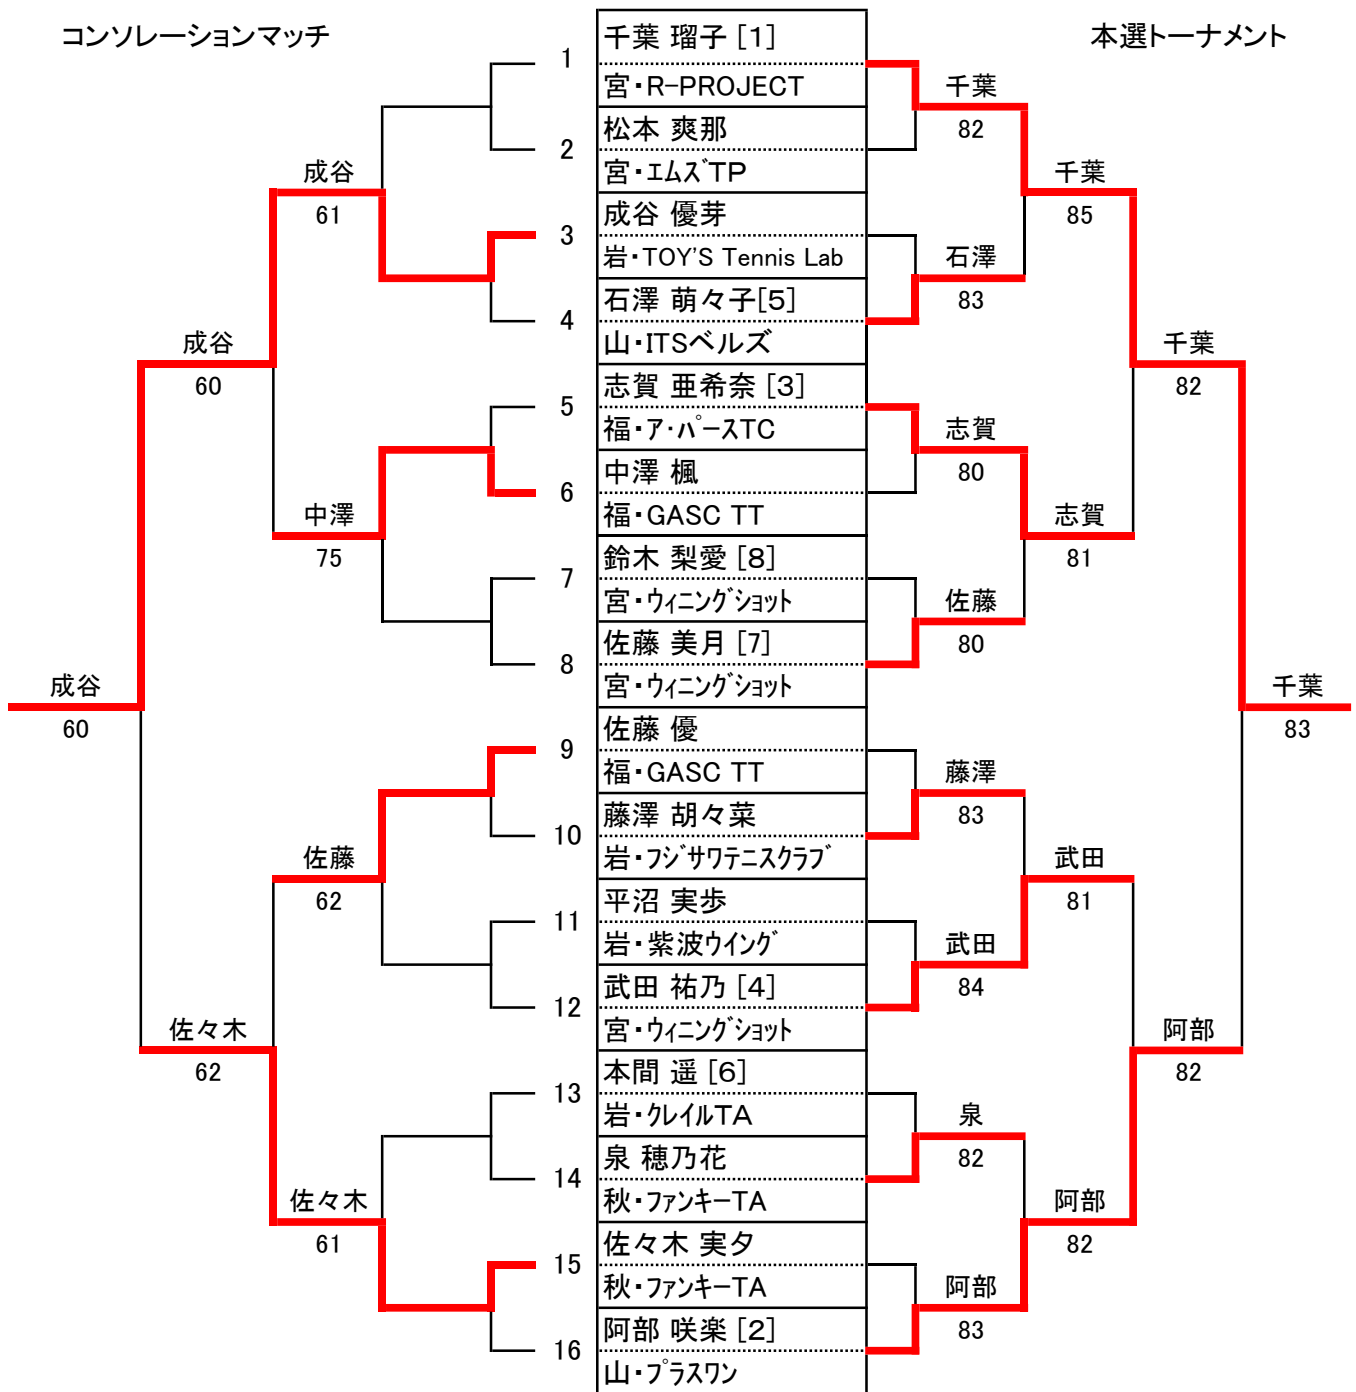 コンソレーションマッチ
本選トーナメント
1
千葉 瑠子 [1]
宮・R-PROJECT
2
松本 爽那
宮・エムズTP
3
成谷 優芽
岩・TOY'S Tennis Lab
4
石澤 萌々子[5]
山・ITSベルズ
5
志賀 亜希奈 [3]
福・ア・パースTC
6
中澤 楓
福・GASC TT
7
鈴木 梨愛 [8]
宮・ウィニングショット
8
佐藤 美月 [7]
宮・ウィニングショット
9
佐藤 優
福・GASC TT
10
藤澤 胡々菜
岩・フジサワテニスクラブ
11
平沼 実歩
岩・紫波ウイング
12
武田 祐乃 [4]
宮・ウィニングショット
13
本間 遥 [6]
岩・クレイルTA
14
泉 穂乃花
秋・ファンキーTA
15
佐々木 実夕
秋・ファンキーTA
16
阿部 咲楽 [2]
山・プラスワン
成谷
61
中澤
75
佐藤
62
佐々木
61
成谷
60
佐々木
62
成谷
60
千葉
82
石澤
83
志賀
80
佐藤
80
藤澤
83
武田
84
泉
82
阿部
83
千葉
85
志賀
81
武田
81
阿部
82
千葉
82
阿部
82
千葉
83